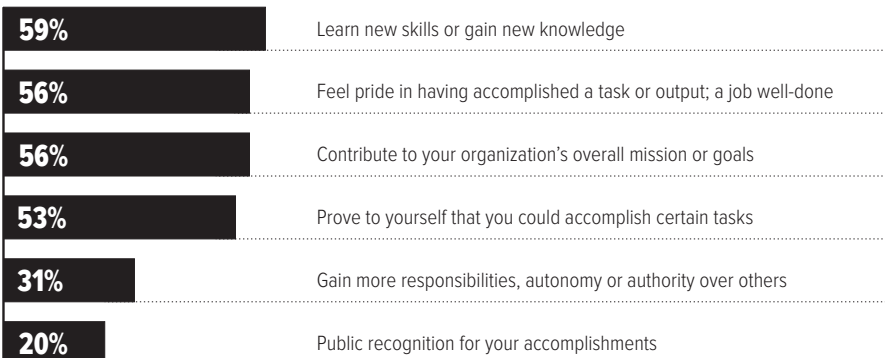 59% Learn new skills or gain new knowledge
56% Feel pride in having accomplished a task or output; a job well-done
56% Contribute to your organization’s overall mission or goals
53% Prove to yourself that you could accomplish certain tasks
31% Gain more responsibilities, autonomy or authority over others
20% Public recognition for your accomplishments